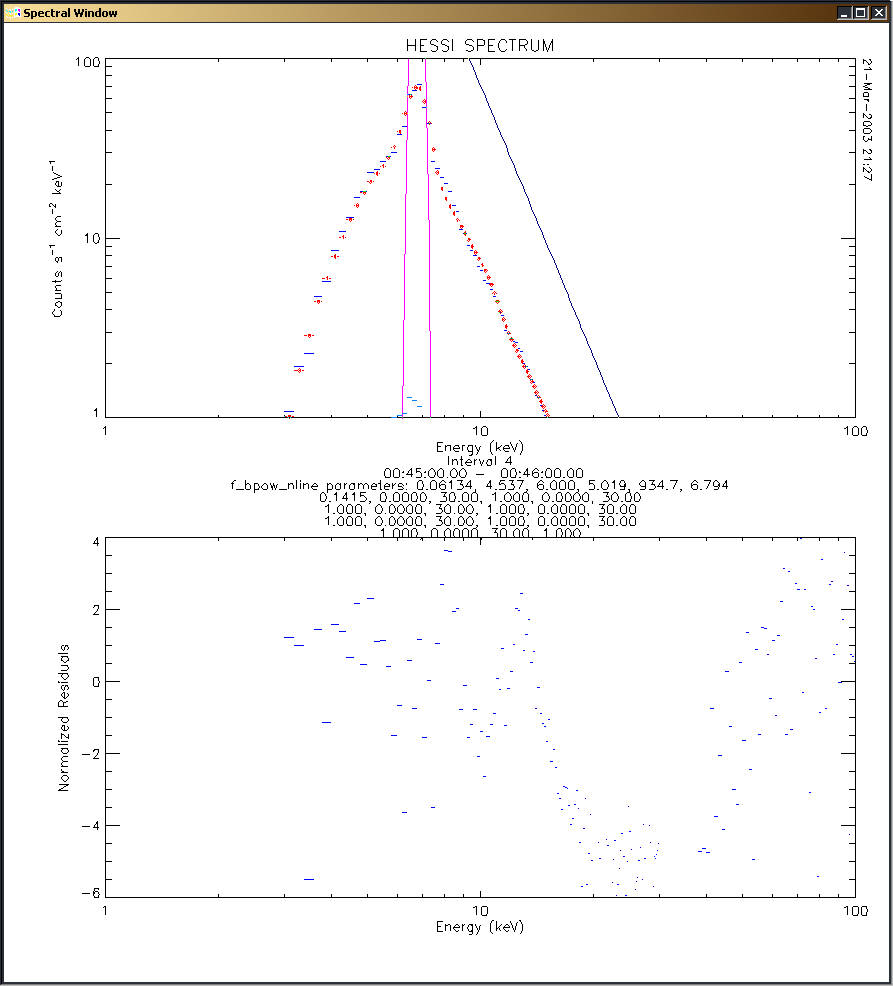 Spectral Window
HESSI SPECTRUM
21-Mar-2003 21:27
Counts s⁻¹ cm⁻² keV⁻¹
100
10
1
1 10 100
Energy (keV)
Interval 4
00:45:00.00 - 00:46:00.00
f_bpow_nline parameters: 0.06134, 4.537, 6.000, 5.019, 934.7, 6.794
0.1415, 0.0000, 30.00, 1.000, 0.0000, 30.00
1.000, 0.0000, 30.00, 1.000, 0.0000, 30.00
1.000, 0.0000, 30.00, 1.000, 0.0000, 30.00
1.000, 0.0000, 30.00, 1.000
Normalized Residuals
4
2
0
-2
-4
-6
1 10 100
Energy (keV)